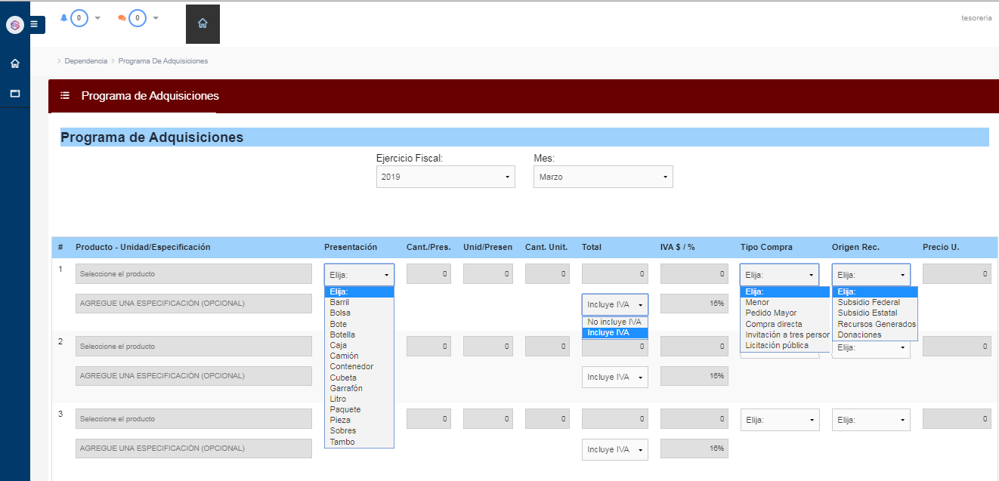 0
0
tesoreria
Dependencia
Programa De Adquisiciones
Programa de Adquisiciones
Programa de Adquisiciones
Ejercicio Fiscal:
Mes:
2019
Marzo
# Producto - Unidad/Especificación Presentación Cant./Pres. Unid/Presen Cant. Unit. Total IVA $ / % Tipo Compra Origen Rec. Precio U.
1 Seleccione el producto Elija: 0 0 0 0 0 Elija: Elija: 0
AGREGUE UNA ESPECIFICACIÓN (OPCIONAL) Incluye IVA 16%
Elija:
Barril
Bolsa
Bote
Botella
Caja
Camión
Contenedor
Cubeta
Garrafón
Litro
Paquete
Pieza
Sobres
Tambo
No incluye IVA
Incluye IVA
Elija:
Menor
Pedido Mayor
Compra directa
Invitación a tres person
Licitación pública
Elija:
Subsidio Federal
Subsidio Estatal
Recursos Generados
Donaciones
2 Seleccione el producto 0 0 0 0 0 Elija: 0
AGREGUE UNA ESPECIFICACIÓN (OPCIONAL) Incluye IVA 16%
3 Seleccione el producto 0 0 0 0 0 Elija: Elija: 0
AGREGUE UNA ESPECIFICACIÓN (OPCIONAL) Incluye IVA 16%